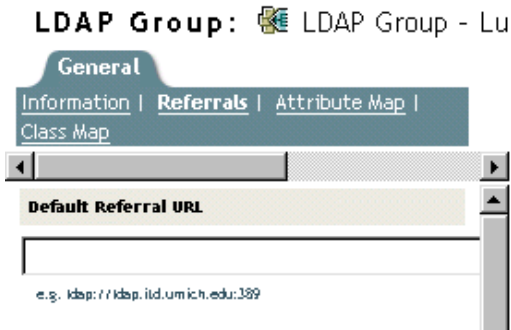 LDAP Group: LDAP Group - Lu
General
Information | Referrals | Attribute Map |
Class Map
Default Referral URL
e.g. ldap://ldap.itd.umich.edu:389